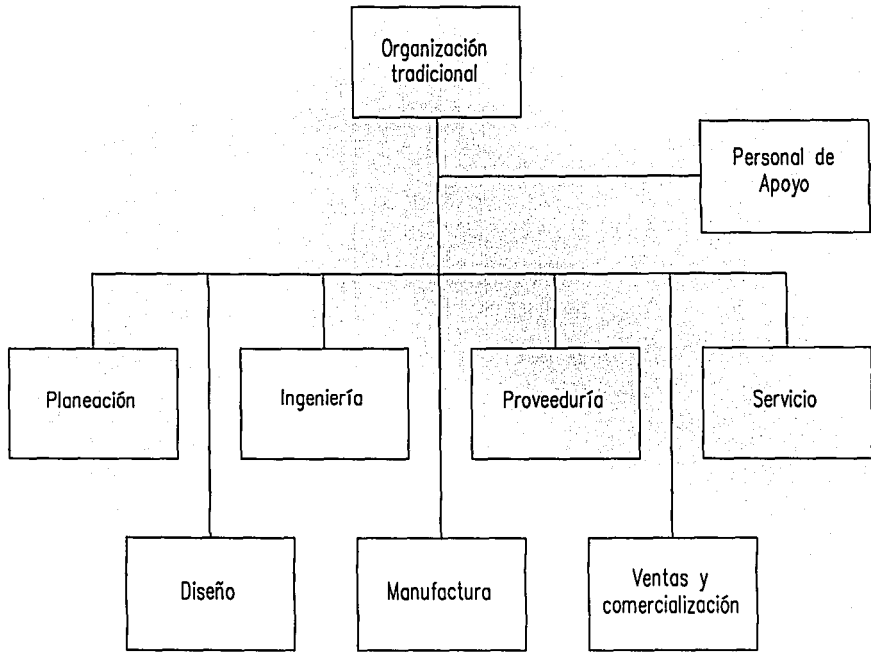 Organización
tradicional
Personal de
Apoyo
Planeación
Ingeniería
Proveeduría
Servicio
Diseño
Manufactura
Ventas y
comercialización